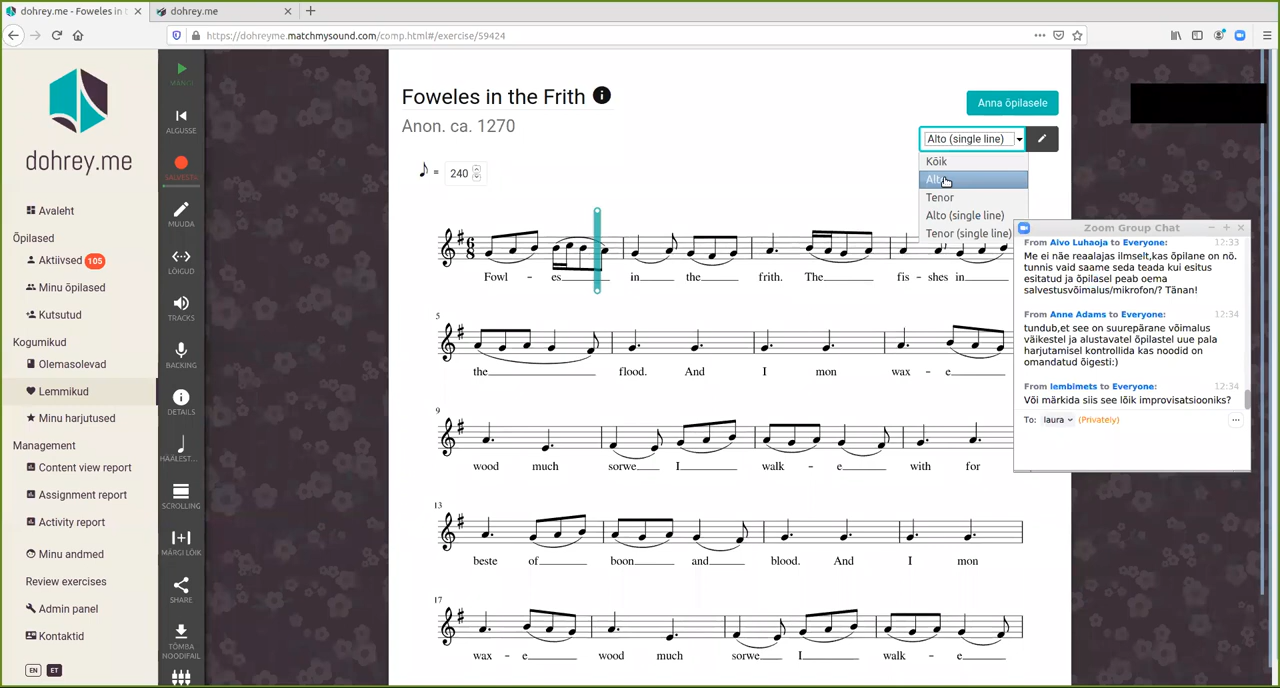 dohrey.me - Foweles in t
dohrey.me
https://dohreyme.matchmysound.com/comp.html#/exercise/59424
dohrey.me
Avaleht
Õpilased
Aktiivsed 105
Minu õpilased
Kutsutud
Kogumikud
Olemasolevad
Lemmikud
Minu harjutused
Management
Content view report
Assignment report
Activity report
Minu andmed
Review exercises
Admin panel
Kontaktid
EN ET
MÄNGI
ALGUSSE
SALVESTA
MUUDA
LÕIGUD
TRACKS
BACKING
DETAILS
HÄÄLEST...
SCROLLING
MÄRGI LÕIK
SHARE
TÕMBA
NOODIFAIL
Foweles in the Frith
Anon. ca. 1270
Anna õpilasele
Alto (single line)
Kõik
Alt
Tenor
Alto (single line)
Tenor (single line)
= 240
6
8
Fowl - es in the frith. The fis - shes in
5
the flood. And I mon wax - e
9
wood much sorwe I walk - e with for
13
beste of boon and blood. And I mon
17
wax - e wood much sorwe I walk - e
Zoom Group Chat
From Aivo Luhaoja to Everyone: 12:33
Me ei näe reaalajas ilmselt,kas õpilane on nö.
tunnis vaid saame seda teada kui esitus
esitatud ja õpilasel peab oema
salvestusvõimalus/mikrofon/? Tänan!
From Anne Adams to Everyone: 12:34
tundub,et see on suurepärane võimalus
väikestel ja alustavatel õpilastel uue pala
harjutamisel kontrollida kas noodid on
omandatud õigesti:)
From lembimets to Everyone: 12:34
Või märkida siis see lõik improvisatsiooniks?
To: laura (Privately)